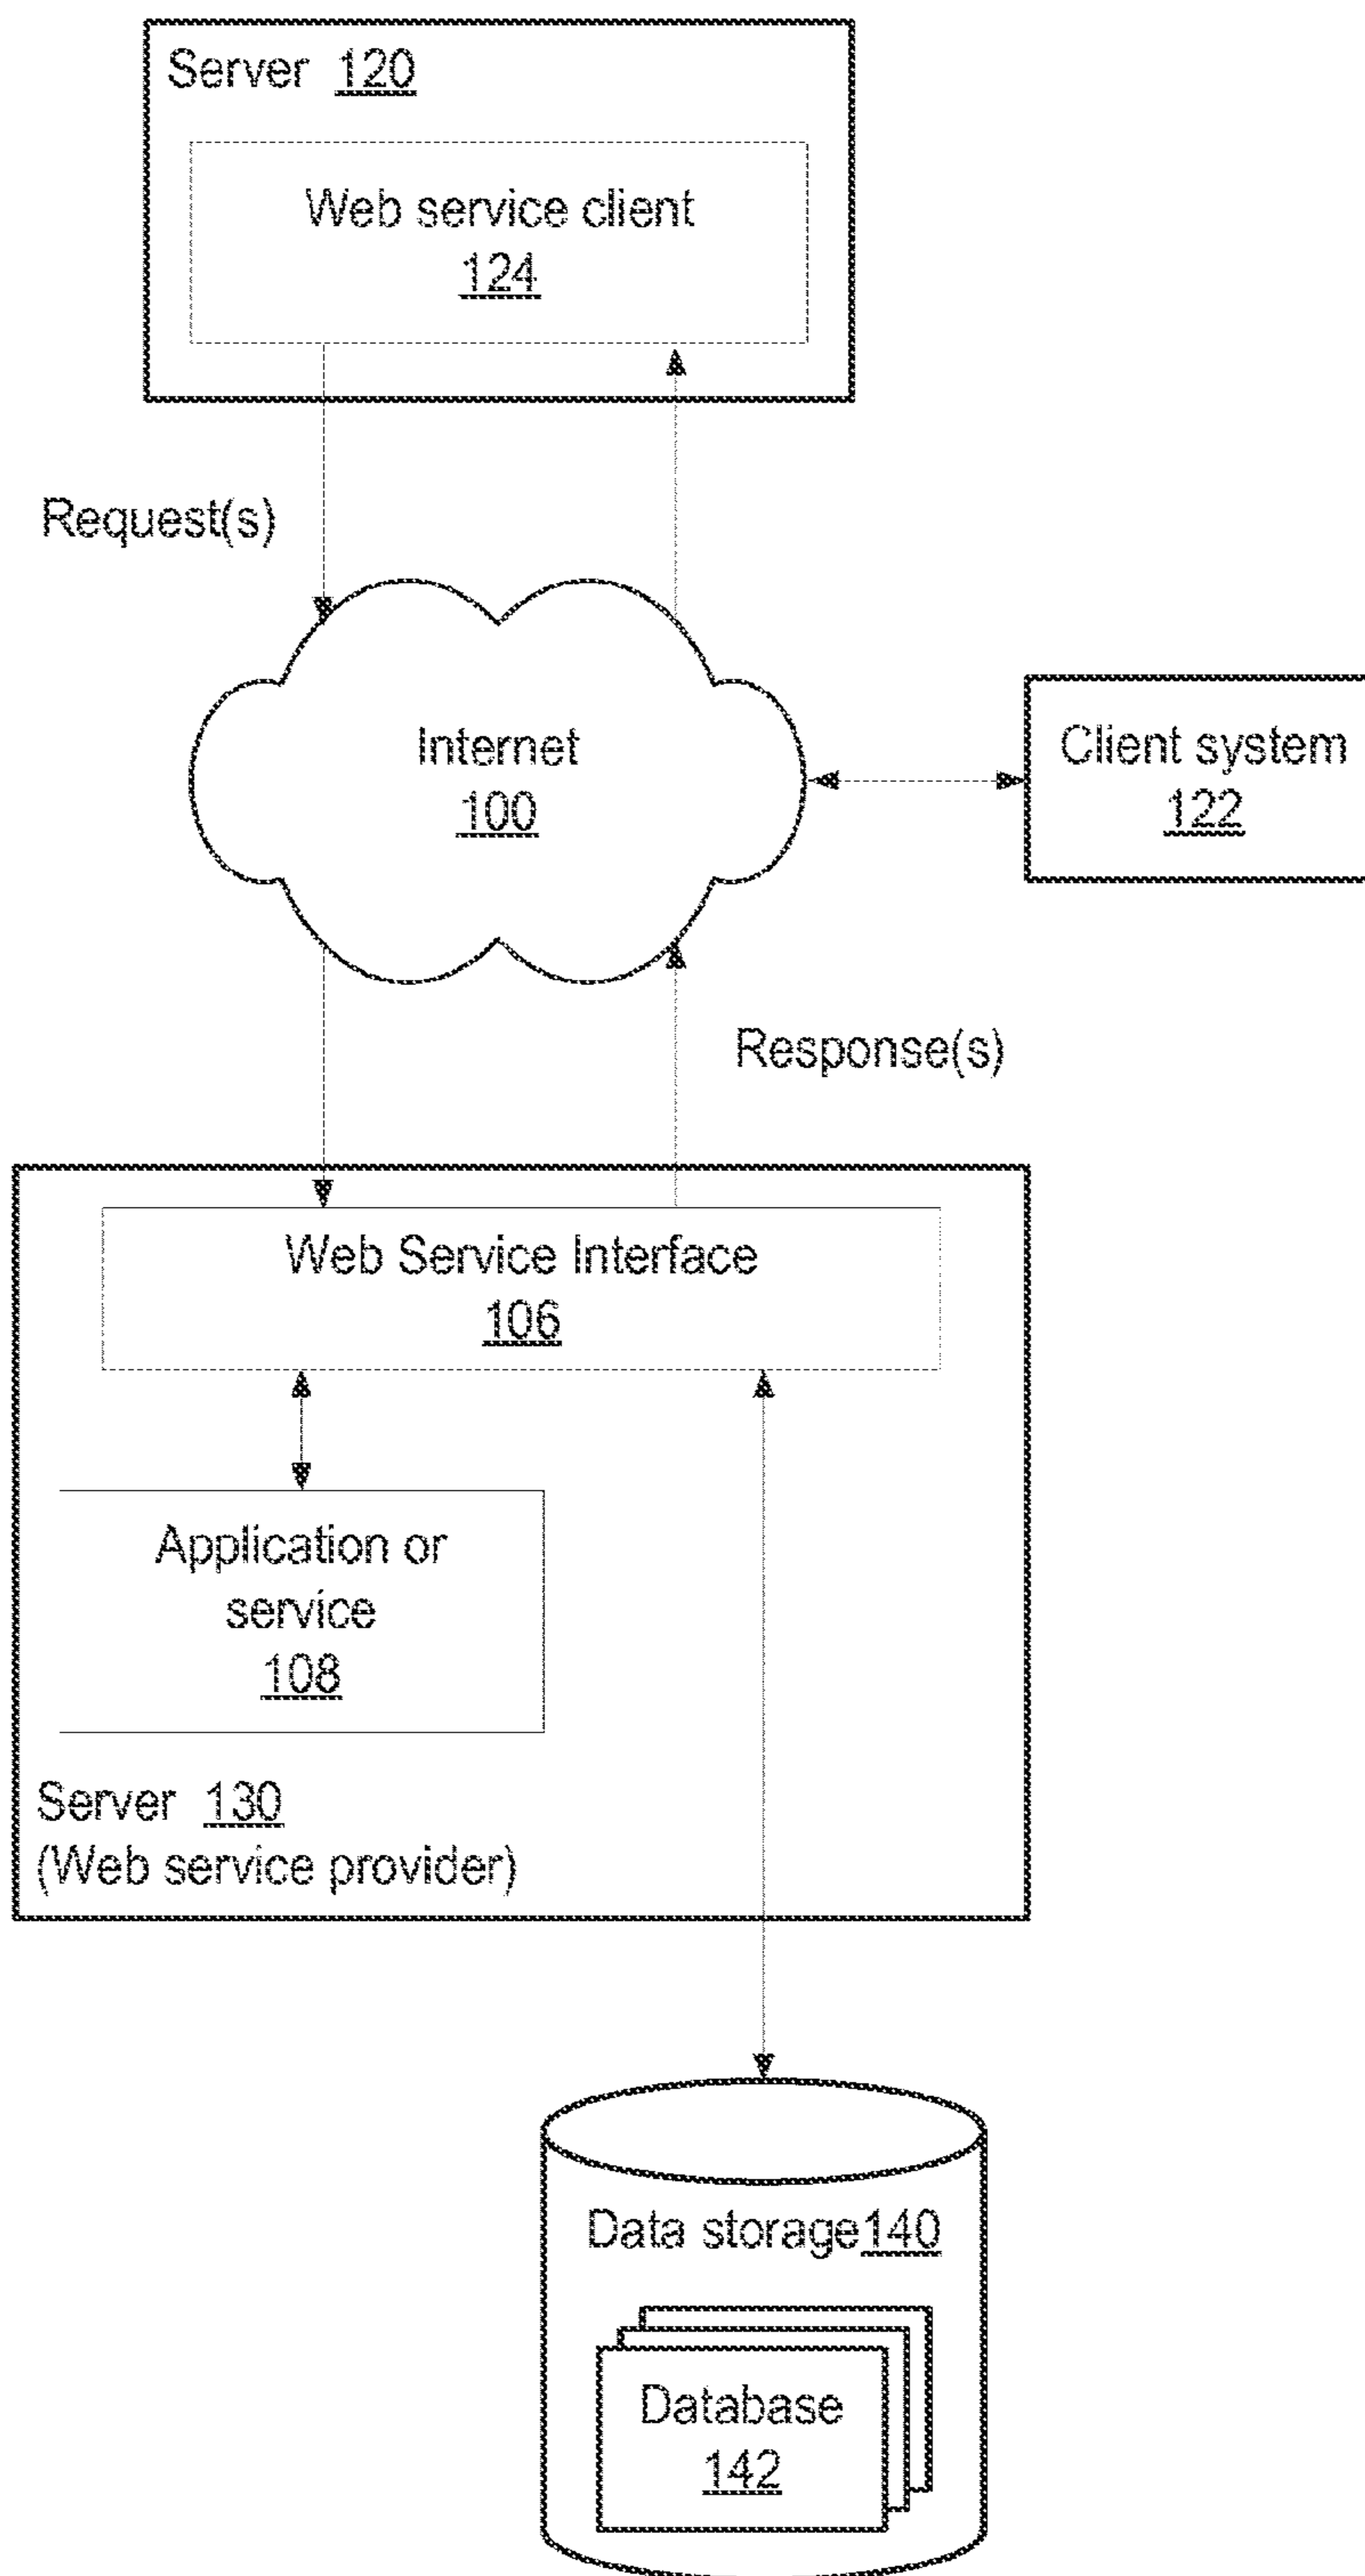 Server 120
Web service client
124
Request(s)
Internet
100
Client system
122
Response(s)
Web Service Interface
106
Application or
service
108
Server 130
(Web service provider)
Data storage140
Database
142